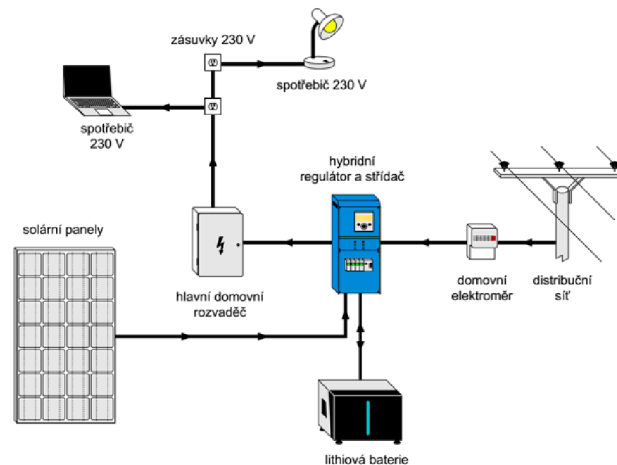 zásuvky 230 V
spotřebič 230 V
spotřebič
230 V
hybridní
regulátor a střídač
solární panely
hlavní domovní
rozvaděč
domovní
elektroměr
distribuční
síť
lithiová baterie